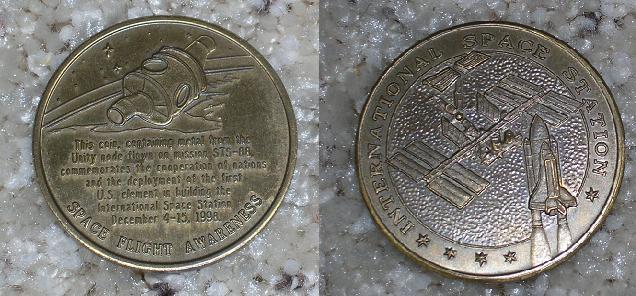 This coin, containing metal from the
Unity node flown on mission STS-88,
commemorates the cooperation of nations
and the deployment of the first
U.S. element in building the
International Space Station
December 4-15, 1998
SPACE FLIGHT AWARENESS
INTERNATIONAL SPACE STATION